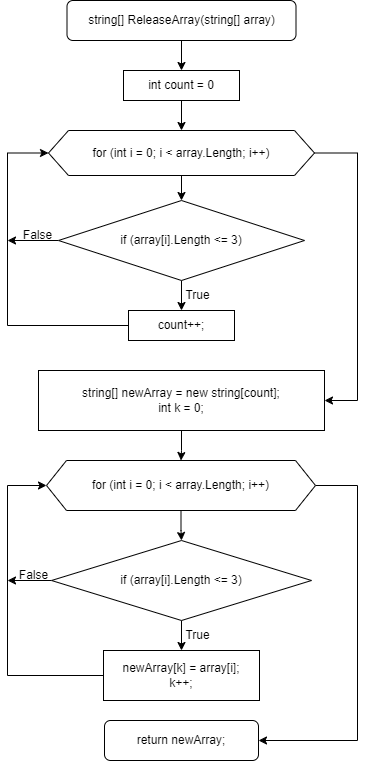 string[] ReleaseArray(string[] array)
int count = 0
for (int i = 0; i < array.Length; i++)
False
if (array[i].Length <= 3)
True
count++;
string[] newArray = new string[count];
int k = 0;
for (int i = 0; i < array.Length; i++)
False
if (array[i].Length <= 3)
True
newArray[k] = array[i];
k++;
return newArray;